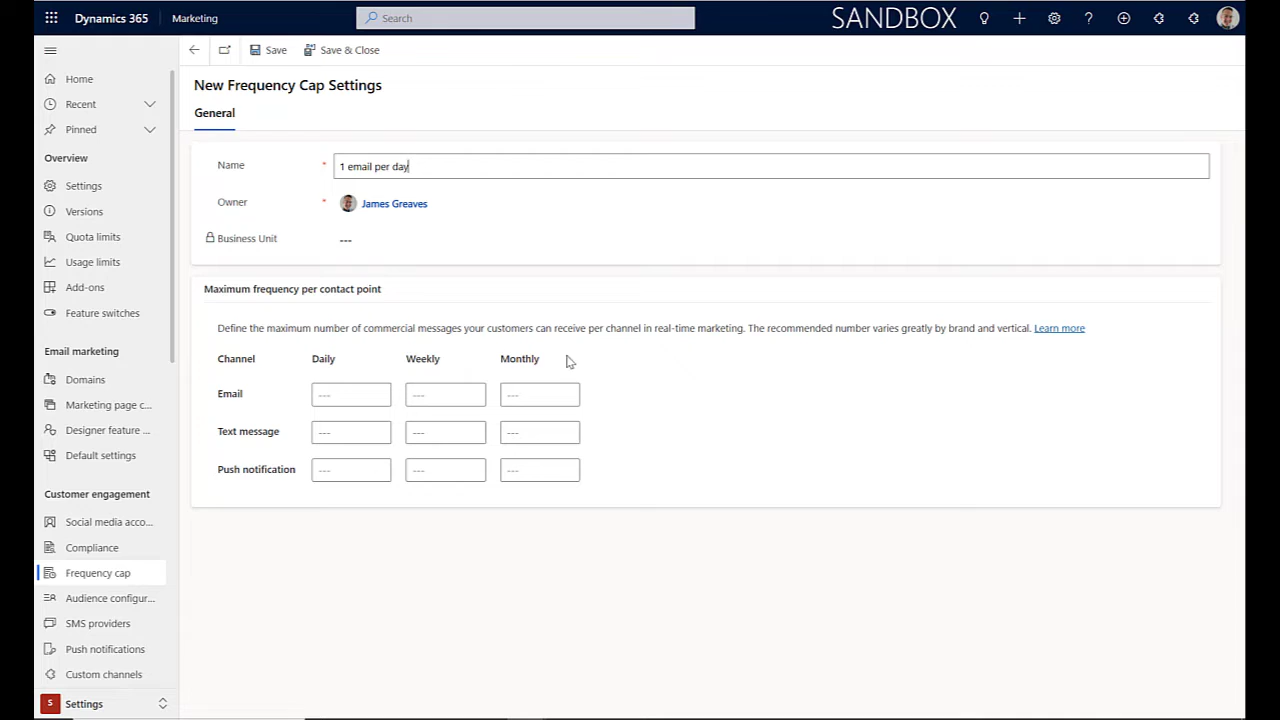 Dynamics 365 Marketing Search SANDBOX
Save Save & Close
Home
Recent
Pinned
Overview
Settings
Versions
Quota limits
Usage limits
Add-ons
Feature switches
Email marketing
Domains
Marketing page c...
Designer feature ...
Default settings
Customer engagement
Social media acco...
Compliance
Frequency cap
Audience configur...
SMS providers
Push notifications
Custom channels
S Settings
New Frequency Cap Settings
General
Name * 1 email per day
Owner * James Greaves
Business Unit ---
Maximum frequency per contact point
Define the maximum number of commercial messages your customers can receive per channel in real-time marketing. The recommended number varies greatly by brand and vertical. Learn more
Channel Daily Weekly Monthly
Email --- --- ---
Text message --- --- ---
Push notification --- --- ---